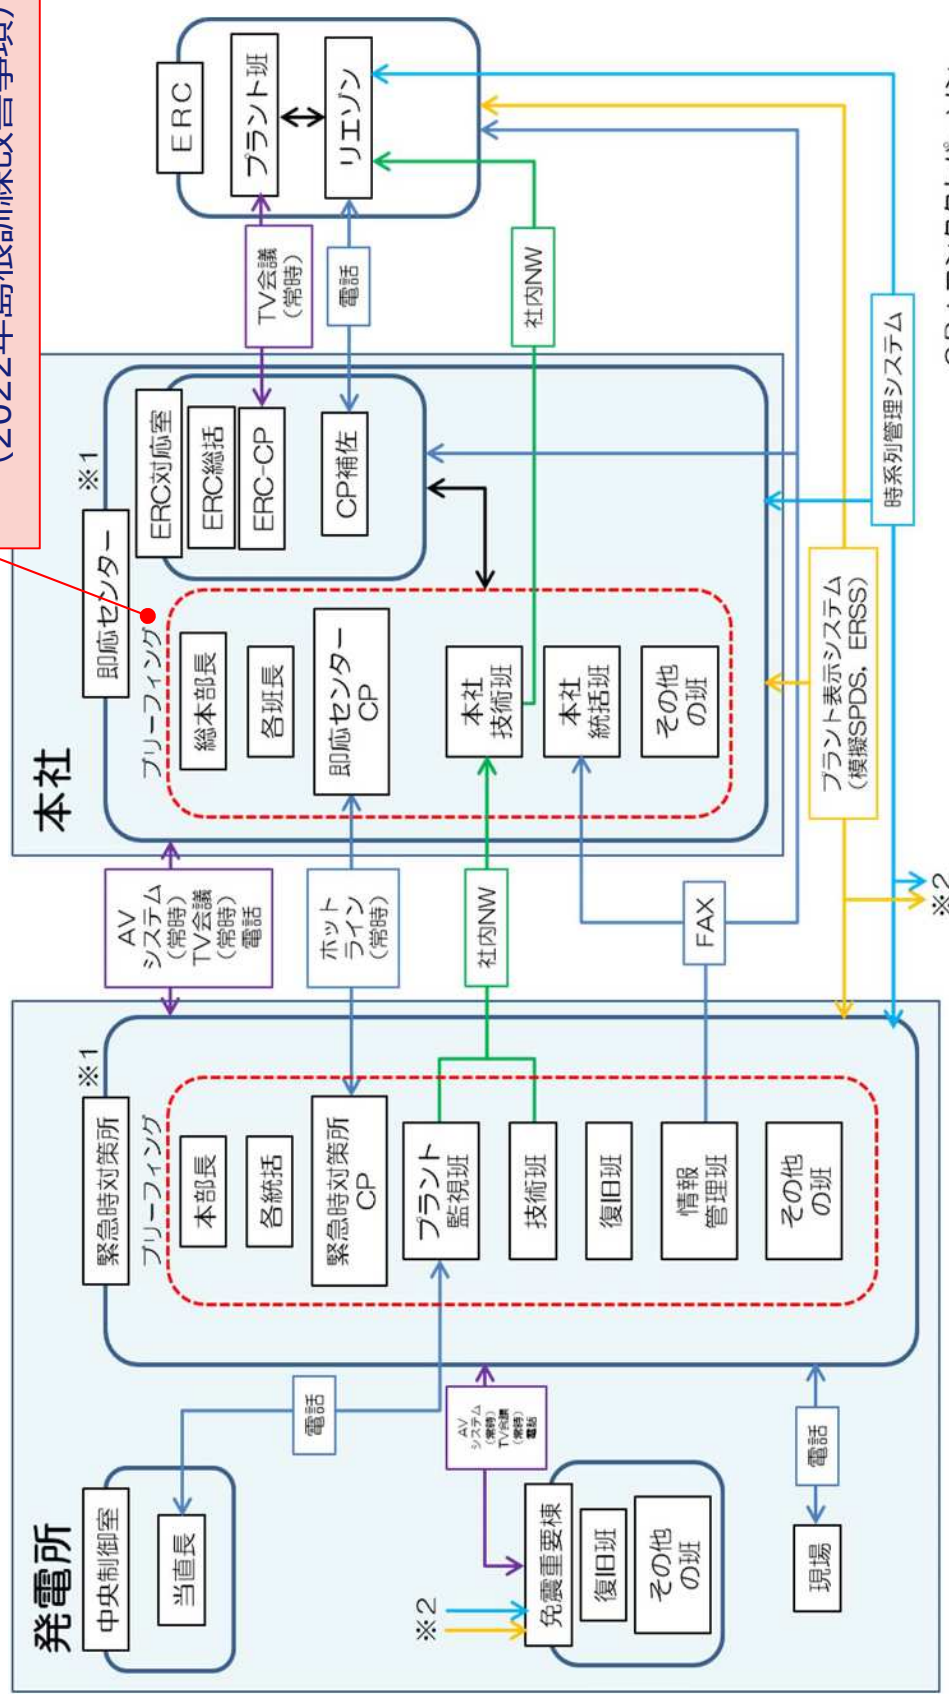 (2022年島根訓練改善事項)
発電所
中央制御室
当直長
電話
※2
免震重要棟
復旧班
その他
の班
AV
システム
(常時)
TV会議
(常時)
電話
現場
電話
緊急時対策所
※1
ブリーフィング
本部長
各統括
緊急時対策所
CP
プラント
監視班
技術班
復旧班
情報
管理班
その他
の班
AV
システム
(常時)
TV会議
(常時)
電話
ホット
ライン
(常時)
社内NW
FAX
※2
本社
即応センター
※1
ブリーフィング
総本部長
各班長
即応センター
CP
本社
技術班
本社
統括班
その他
の班
ERC対応室
ERC総括
ERC-CP
CP補佐
プラント表示システム
(模擬SPDS, ERSS)
時系列管理システム
TV会議
(常時)
電話
社内NW
ERC
プラント班
リエゾン